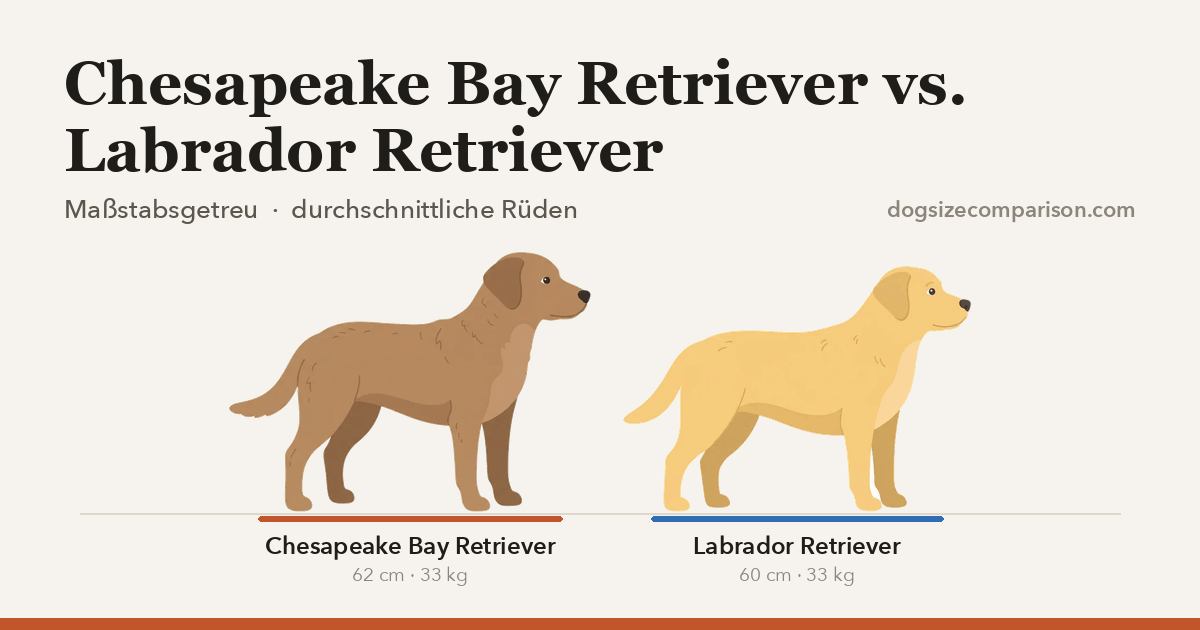 Chesapeake Bay Retriever vs.
Labrador Retriever
Maßstabsgetreu · durchschnittliche Rüden
dogsizecomparison.com
Chesapeake Bay Retriever
62 cm · 33 kg
Labrador Retriever
60 cm · 33 kg